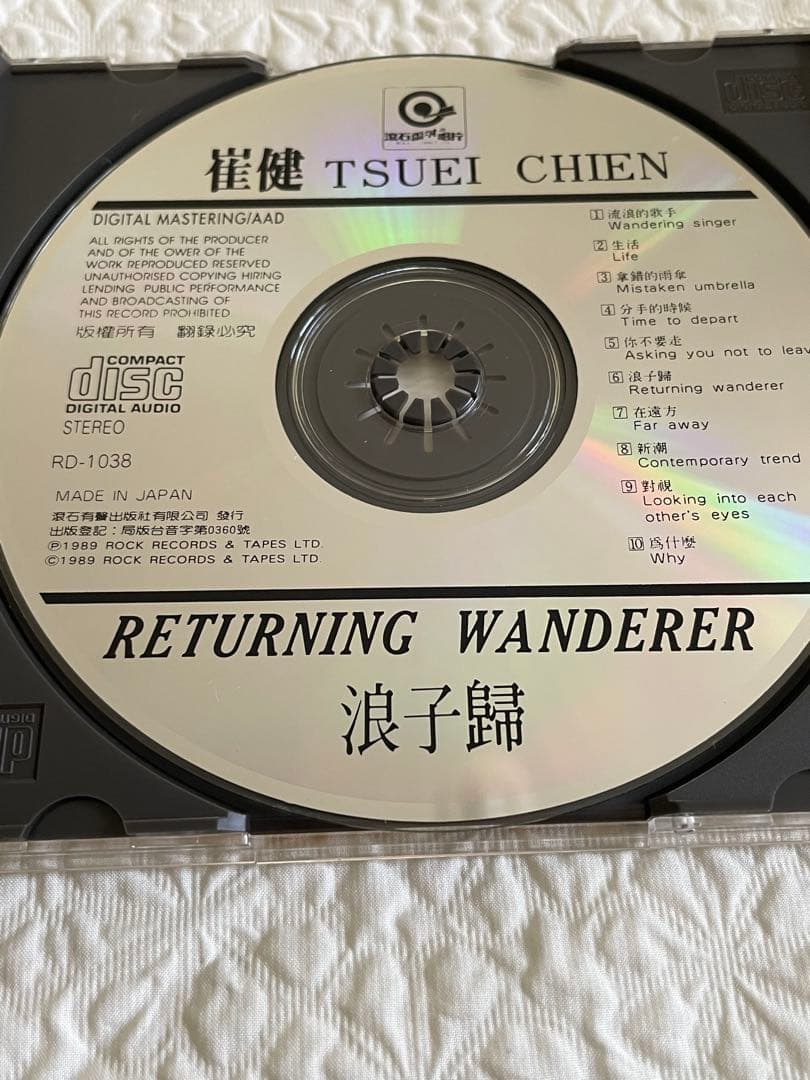 滾石唱片
崔健 TSUEI CHIEN
DIGITAL MASTERING/AAD
ALL RIGHTS OF THE PRODUCER
AND OF THE OWER OF THE
WORK REPRODUCED RESERVED
UNAUTHORISED COPYING HIRING
LENDING PUBLIC PERFORMANCE
AND BROADCASTING OF
THIS RECORD PROHIBITED
版權所有 翻錄必究
COMPACT
disc
DIGITAL AUDIO
STEREO
RD-1038
MADE IN JAPAN
滾石有聲出版社有限公司 發行
出版登記：局版台音字第0360號
Ⓟ1989 ROCK RECORDS & TAPES LTD.
©1989 ROCK RECORDS & TAPES LTD.
1 流浪的歌手
Wandering singer
2 生活
Life
3 拿錯的雨傘
Mistaken umbrella
4 分手的時候
Time to depart
5 你不要走
Asking you not to leav
6 浪子歸
Returning wanderer
7 在遠方
Far away
8 新潮
Contemporary trend
9 對視
Looking into each
other's eyes
10 爲什麼
Why
RETURNING WANDERER
浪子歸
disc